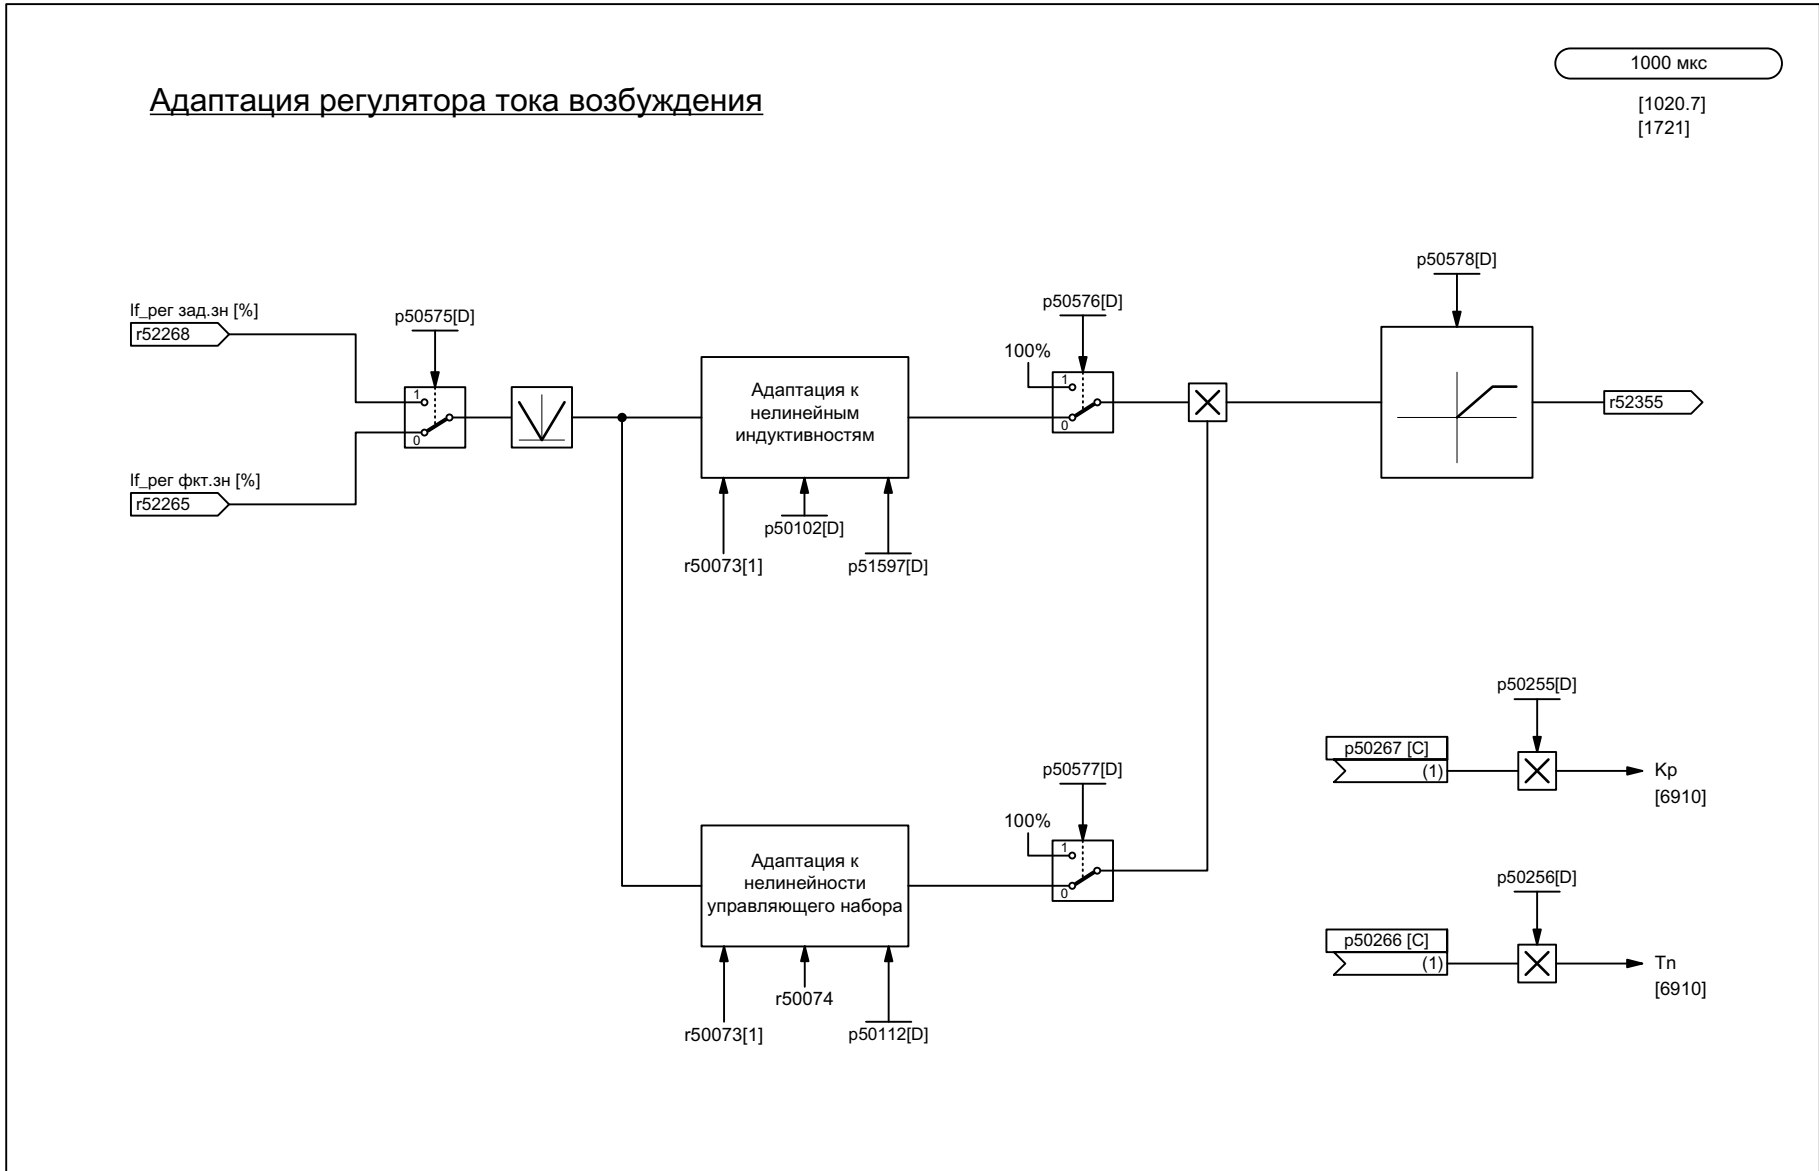 1000 мкс
[1020.7]
[1721]
Адаптация регулятора тока возбуждения
p50578[D]
If_рег зад.зн [%]
r52268
p50575[D]
1
0
p50576[D]
100%
1
0
Адаптация к
нелинейным
индуктивностям
r52355
If_рег фкт.зн [%]
r52265
p50102[D]
r50073[1]
p51597[D]
p50255[D]
p50267 [C]
(1)
Kp
[6910]
p50577[D]
100%
1
0
Адаптация к
нелинейности
управляющего набора
p50256[D]
p50266 [C]
(1)
Tn
[6910]
r50074
r50073[1]
p50112[D]